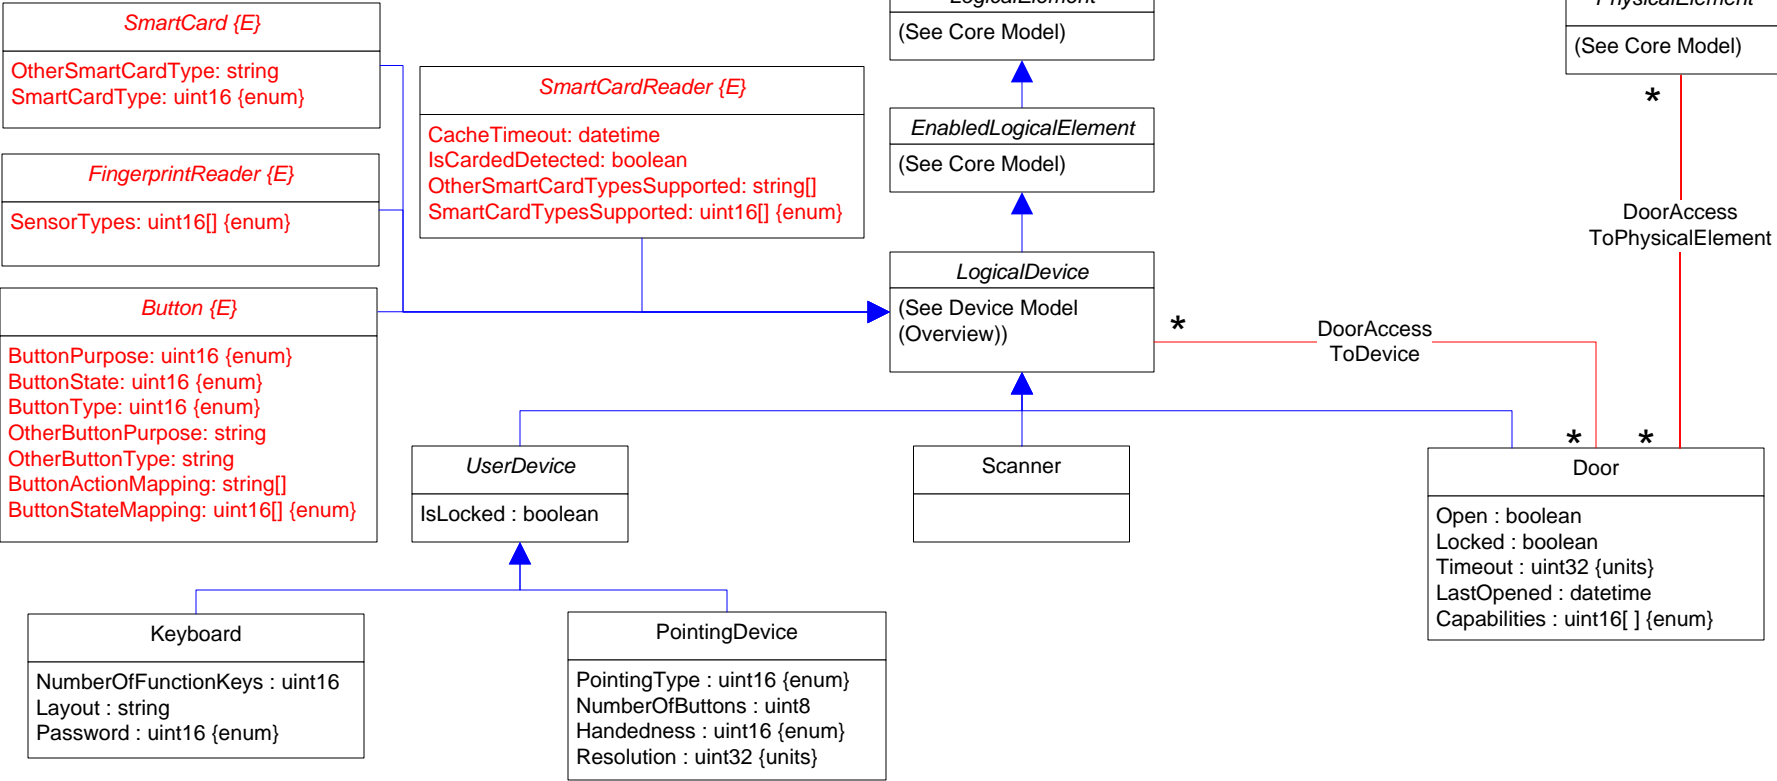 SmartCard {E}
OtherSmartCardType: string
SmartCardType: uint16 {enum}
FingerprintReader {E}
SensorTypes: uint16[] {enum}
Button {E}
ButtonPurpose: uint16 {enum}
ButtonState: uint16 {enum}
ButtonType: uint16 {enum}
OtherButtonPurpose: string
OtherButtonType: string
ButtonActionMapping: string[]
ButtonStateMapping: uint16[] {enum}
SmartCardReader {E}
CacheTimeout: datetime
IsCardedDetected: boolean
OtherSmartCardTypesSupported: string[]
SmartCardTypesSupported: uint16[] {enum}
LogicalElement
(See Core Model)
EnabledLogicalElement
(See Core Model)
LogicalDevice
(See Device Model
(Overview))
PhysicalElement
(See Core Model)
*
DoorAccess
ToPhysicalElement
*
DoorAccess
ToDevice
*
*
UserDevice
IsLocked : boolean
Scanner
Door
Open : boolean
Locked : boolean
Timeout : uint32 {units}
LastOpened : datetime
Capabilities : uint16[ ] {enum}
Keyboard
NumberOfFunctionKeys : uint16
Layout : string
Password : uint16 {enum}
PointingDevice
PointingType : uint16 {enum}
NumberOfButtons : uint8
Handedness : uint16 {enum}
Resolution : uint32 {units}